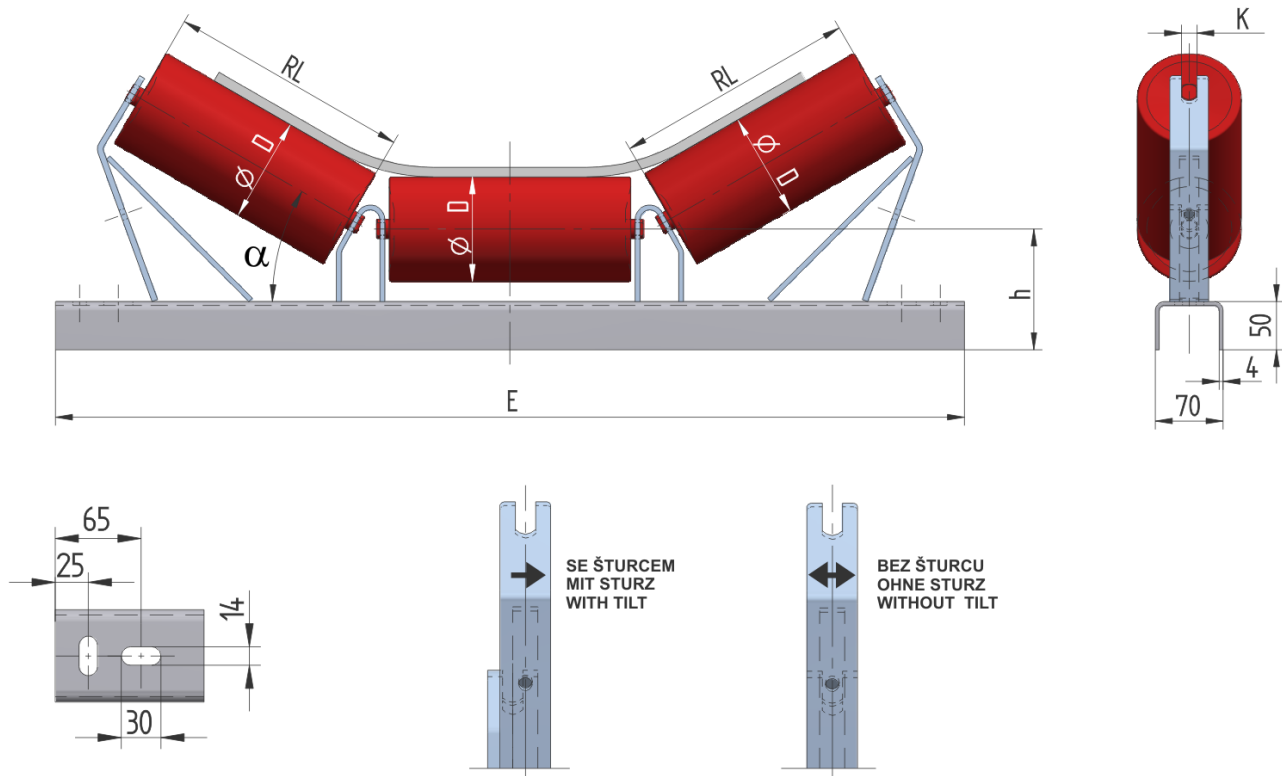 RL
RL
K
Ø D
Ø D
Ø D
α
h
50
4
70
E
65
25
14
30
SE ŠTURCEM
MIT STURZ
WITH TILT
BEZ ŠTURCU
OHNE STURZ
WITHOUT TILT